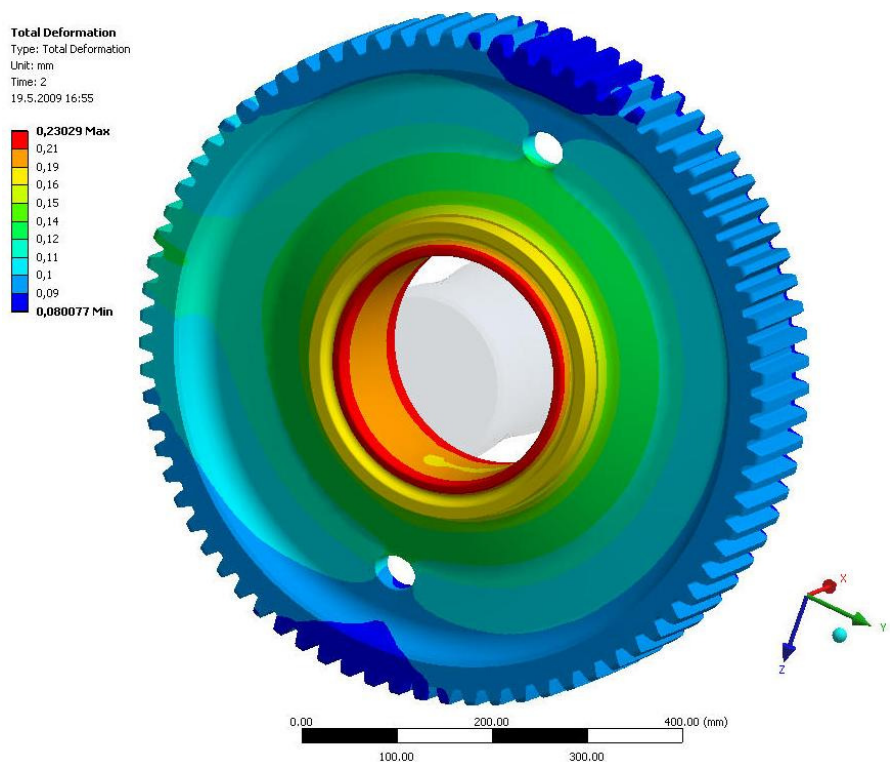 Total Deformation
Type: Total Deformation
Unit: mm
Time: 2
19.5.2009 16:55
0,23029 Max
0,21
0,19
0,16
0,15
0,14
0,12
0,11
0,1
0,09
0,080077 Min
X
Y
Z
0.00 200.00 400.00 (mm)
100.00 300.00